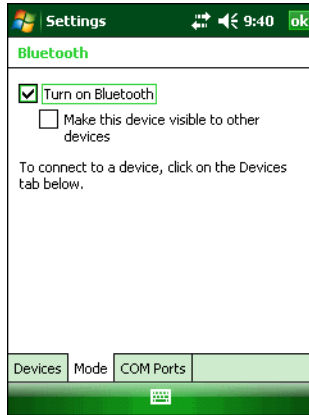 Settings 9:40 ok
Bluetooth
Turn on Bluetooth
Make this device visible to other
devices
To connect to a device, click on the Devices
tab below.
Devices Mode COM Ports